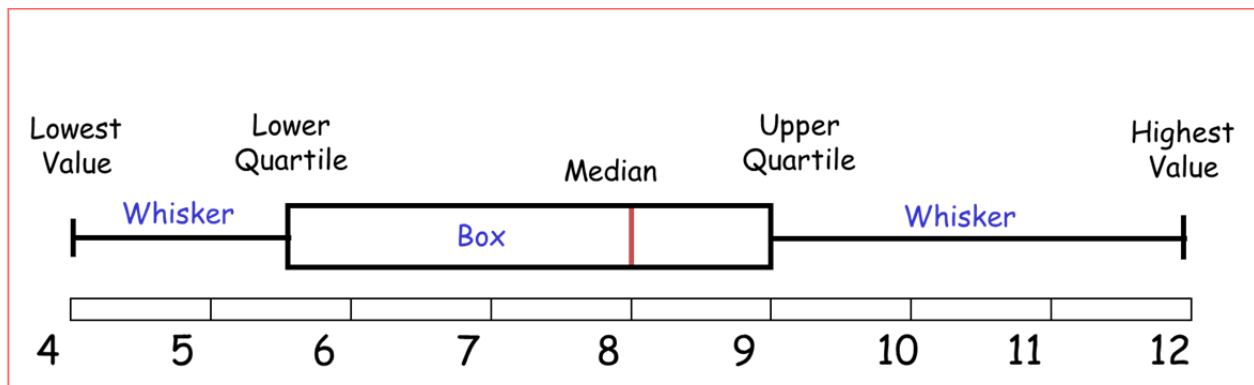 Lowest
Value
Lower
Quartile
Median
Upper
Quartile
Highest
Value
Whisker
Box
Whisker
4 5 6 7 8 9 10 11 12